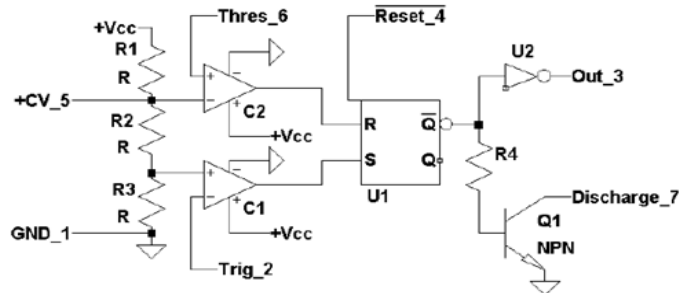 Thres_6
Reset_4
+Vcc
R1
R
U2
Out_3
+CV_5
C2
R2
R
+Vcc
R
Q
S
Q
U1
R4
R3
R
C1
Discharge_7
Q1
NPN
GND_1
+Vcc
Trig_2